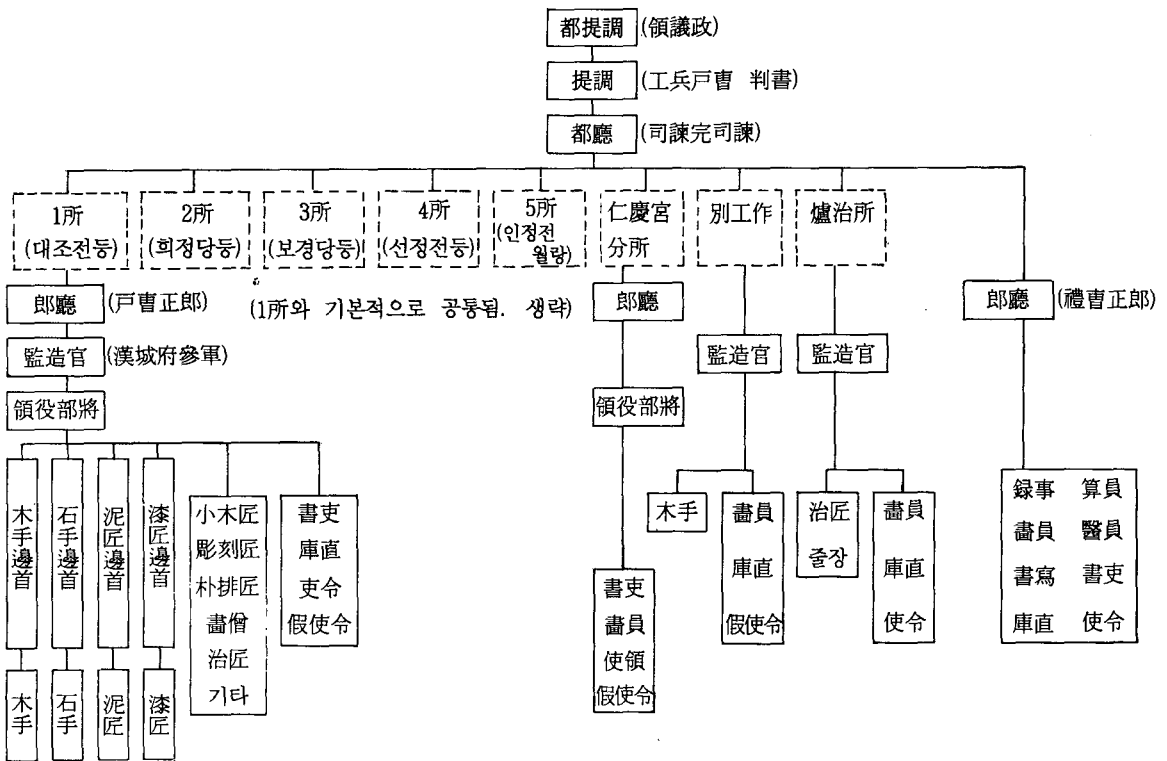 都提調 (領議政)
提調 (工兵戶曹 判書)
都廳 (司諫完司諫)
1所
(대조전등)
2所
(희정당등)
3所
(보경당등)
4所
(선정전등)
5所
(인정전
월랑)
仁慶宮
分所
別工作
爐冶所
郞廳 (戶曹正郞)
(1所와 기본적으로 공통됨. 생략)
郞廳
郞廳 (禮曹正郞)
監造官 (漢城府參軍)
監造官
監造官
領役部將
領役部將
木手邊首
石手邊首
泥匠邊首
漆匠邊首
小木匠
彫刻匠
朴排匠
畵僧
冶匠
기타
書吏
庫直
吏令
假使令
木手
石手
泥匠
漆匠
書吏
畵員
使領
假使令
木手
畵員
庫直
假使令
冶匠
줄장
畵員
庫直
使令
録事 算員
畵員 醫員
書寫 書吏
庫直 使令